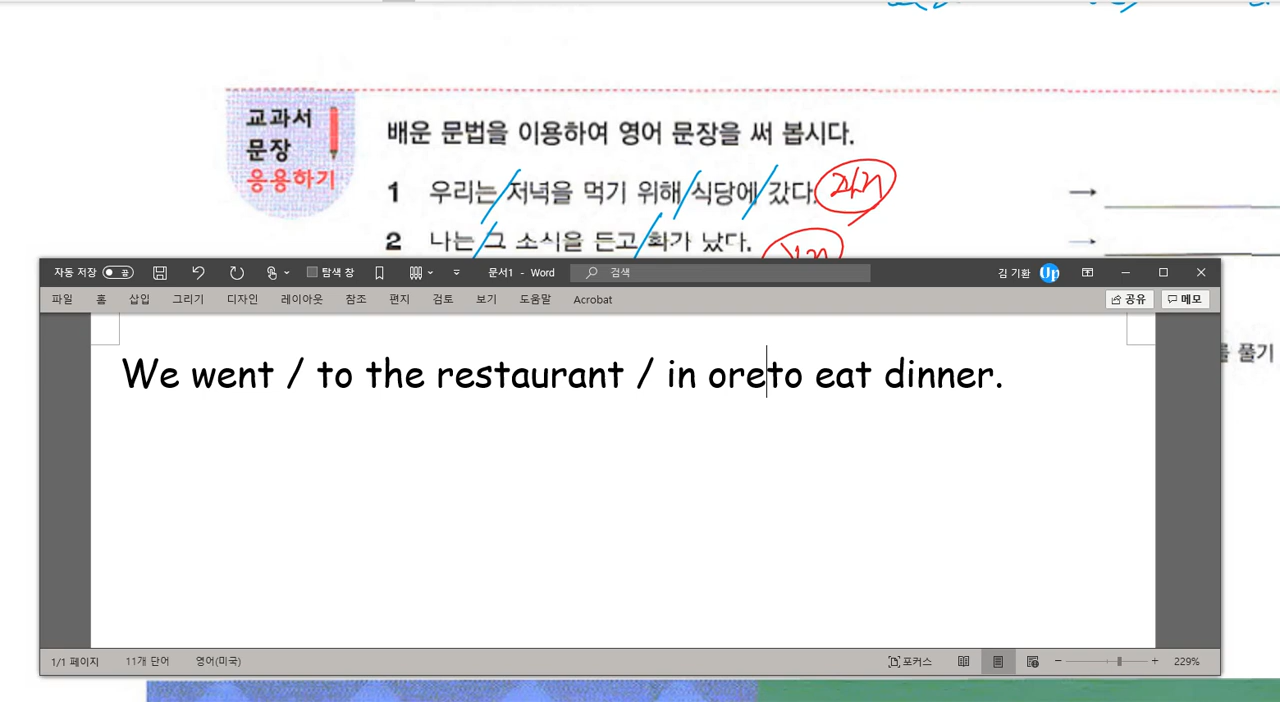 교과서
문장
응용하기
배운 문법을 이용하여 영어 문장을 써 봅시다.
1 우리는 / 저녁을 먹기 위해 / 식당에 / 갔다. 과거 →
2 나는 / 그 소식을 듣고 / 화가 났다. →
자동 저장 탐색 창 문서1 - Word 검색 김 기환 Up
파일 홈 삽입 그리기 디자인 레이아웃 참조 편지 검토 보기 도움말 Acrobat 공유 메모
We went / to the restaurant / in oreto eat dinner.
풀기
1/1 페이지 11개 단어 영어(미국) 포커스 229%